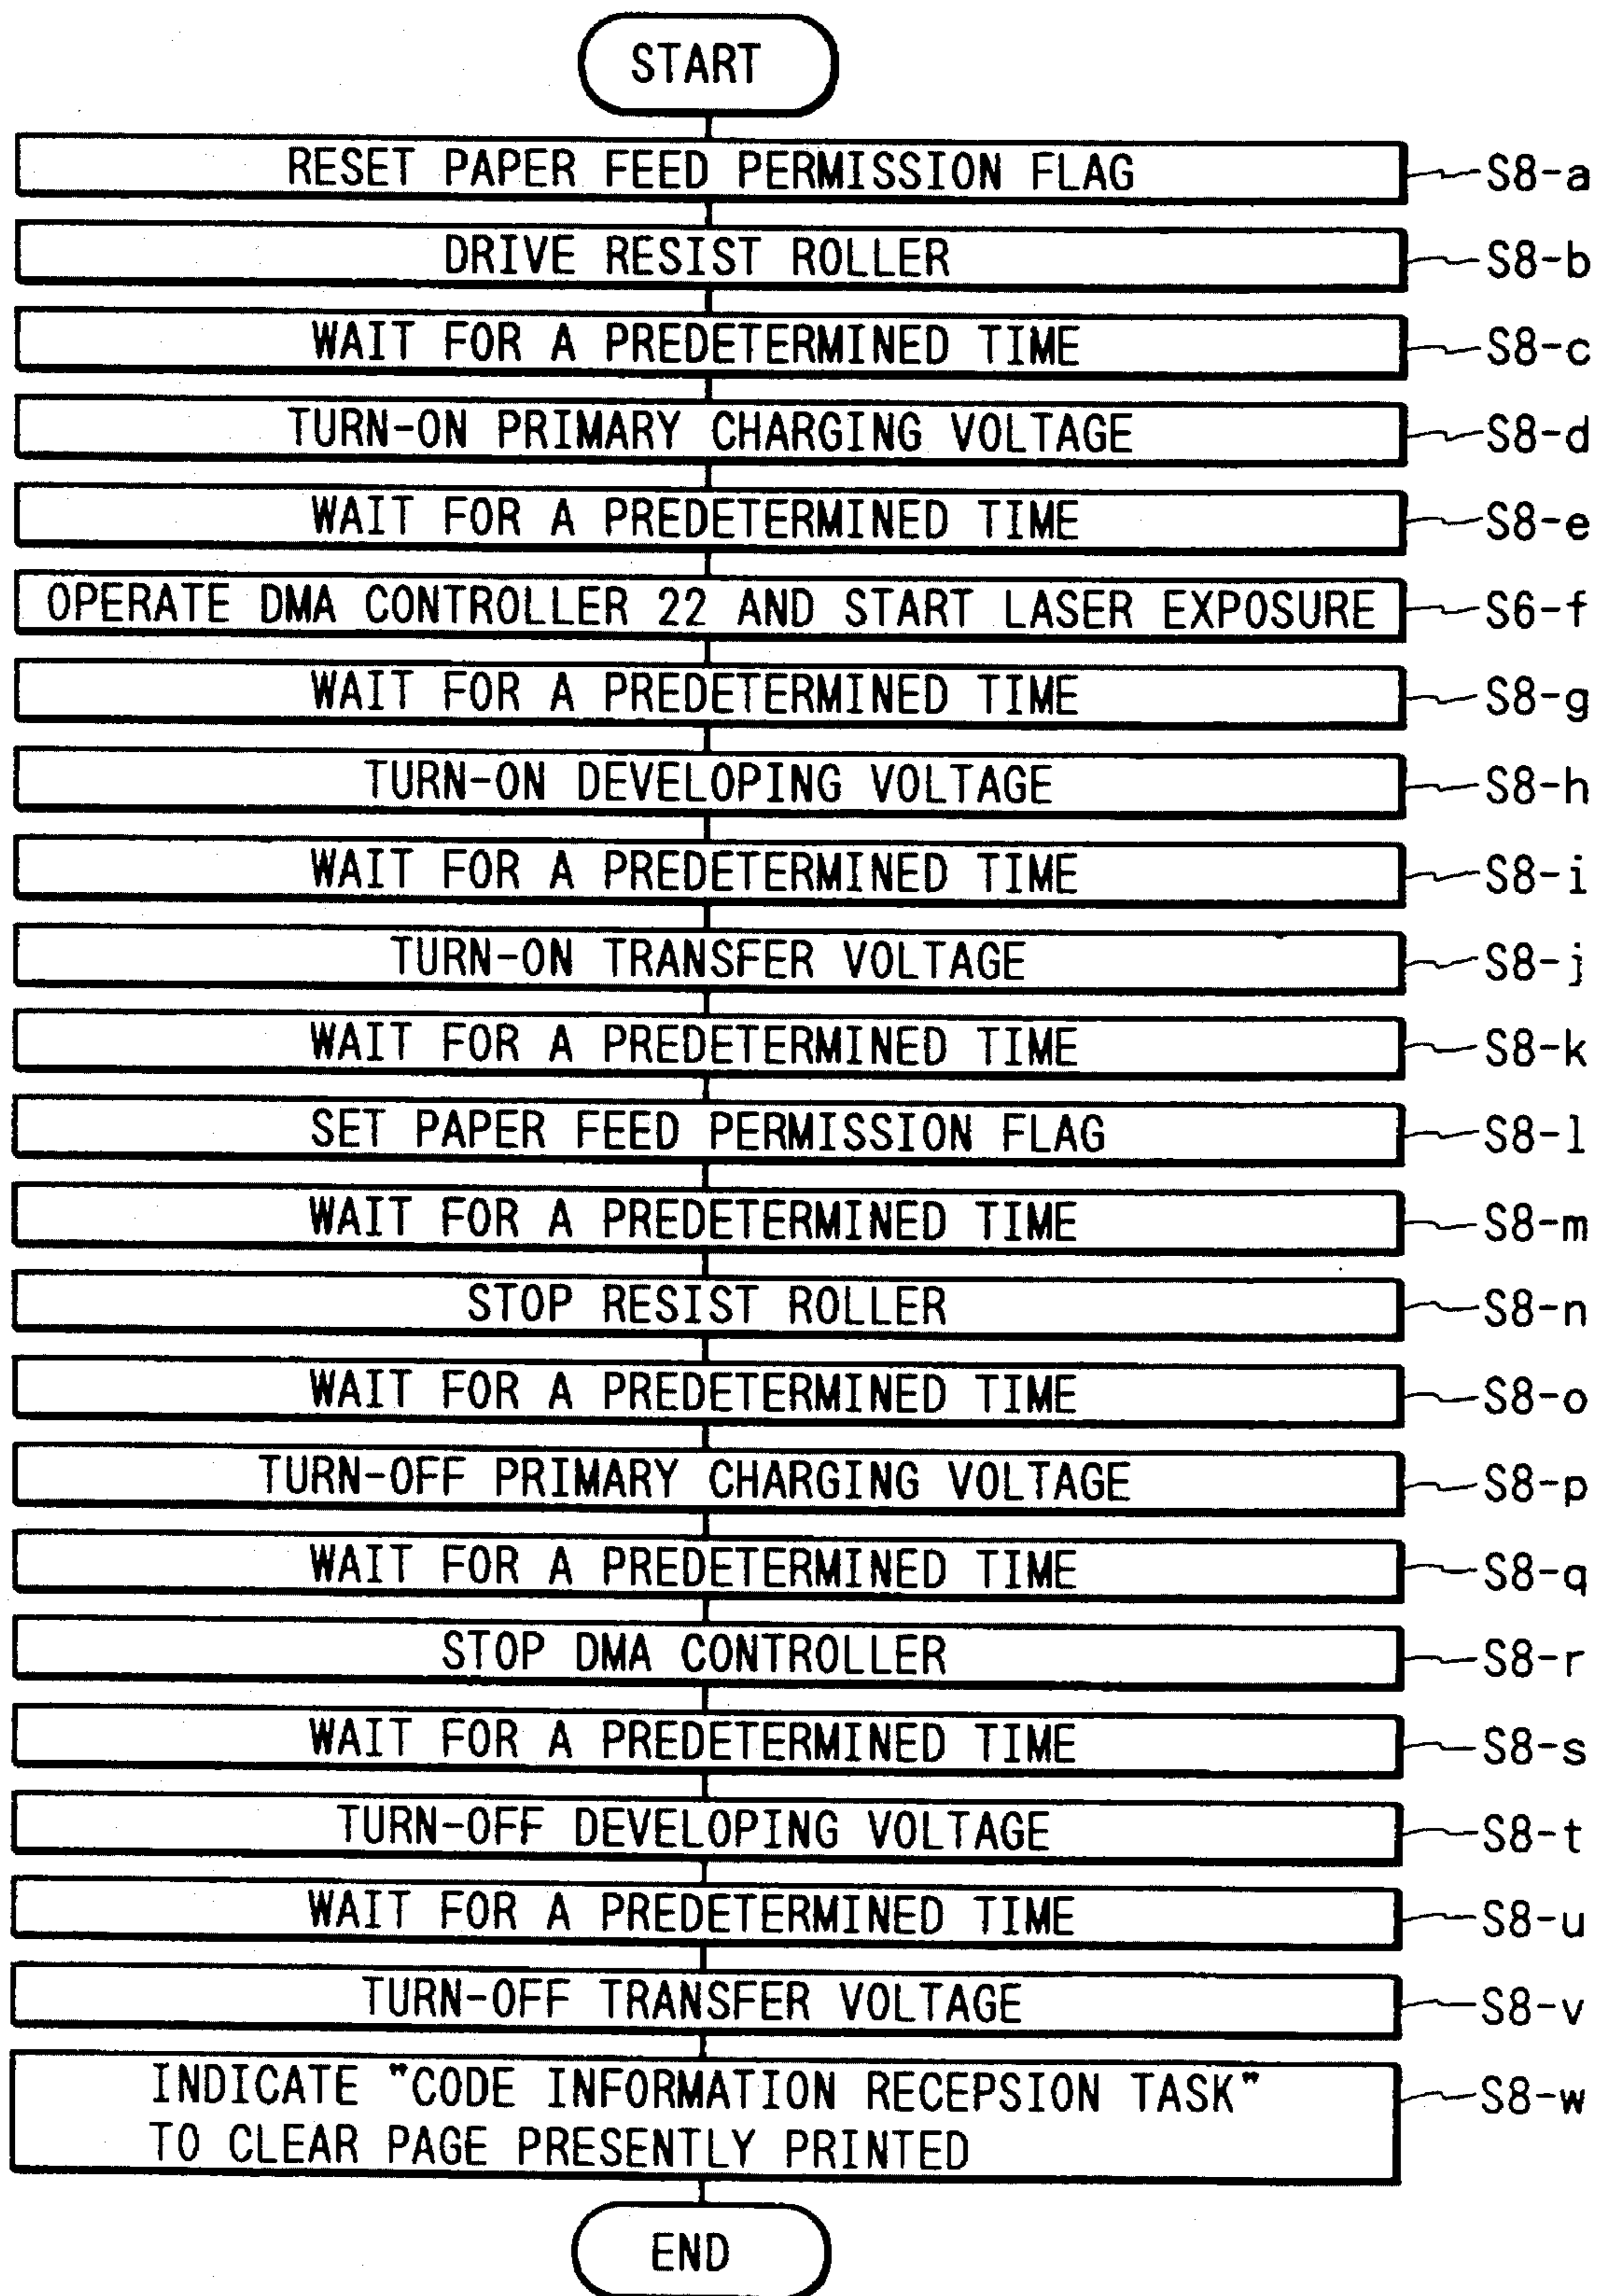 START
RESET PAPER FEED PERMISSION FLAG S8-a
DRIVE RESIST ROLLER S8-b
WAIT FOR A PREDETERMINED TIME S8-c
TURN-ON PRIMARY CHARGING VOLTAGE S8-d
WAIT FOR A PREDETERMINED TIME S8-e
OPERATE DMA CONTROLLER 22 AND START LASER EXPOSURE S6-f
WAIT FOR A PREDETERMINED TIME S8-g
TURN-ON DEVELOPING VOLTAGE S8-h
WAIT FOR A PREDETERMINED TIME S8-i
TURN-ON TRANSFER VOLTAGE S8-j
WAIT FOR A PREDETERMINED TIME S8-k
SET PAPER FEED PERMISSION FLAG S8-l
WAIT FOR A PREDETERMINED TIME S8-m
STOP RESIST ROLLER S8-n
WAIT FOR A PREDETERMINED TIME S8-o
TURN-OFF PRIMARY CHARGING VOLTAGE S8-p
WAIT FOR A PREDETERMINED TIME S8-q
STOP DMA CONTROLLER S8-r
WAIT FOR A PREDETERMINED TIME S8-s
TURN-OFF DEVELOPING VOLTAGE S8-t
WAIT FOR A PREDETERMINED TIME S8-u
TURN-OFF TRANSFER VOLTAGE S8-v
INDICATE "CODE INFORMATION RECEPSION TASK" S8-w
TO CLEAR PAGE PRESENTLY PRINTED
END